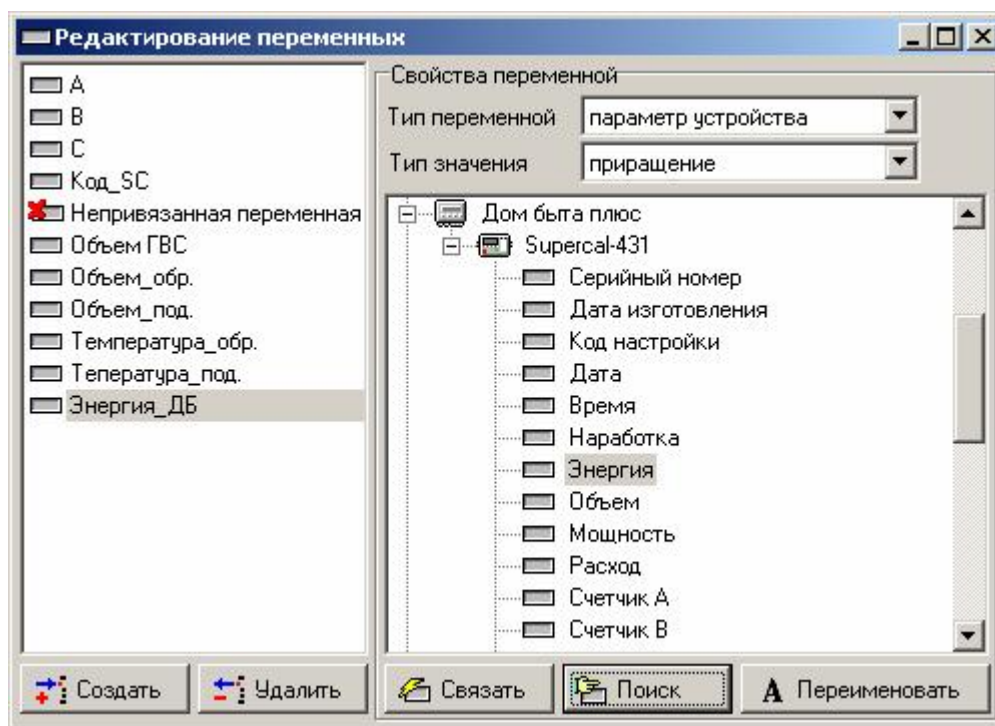 Редактирование переменных
A
B
C
Код_SC
Непривязанная переменная
Объем ГВС
Объем_обр.
Объем_под.
Температура_обр.
Тепература_под.
Энергия_ДБ
Свойства переменной
Тип переменной параметр устройства
Тип значения приращение
Дом быта плюс
Supercal-431
Серийный номер
Дата изготовления
Код настройки
Дата
Время
Наработка
Энергия
Объем
Мощность
Расход
Счетчик A
Счетчик B
Создать Удалить Связать Поиск А Переименовать